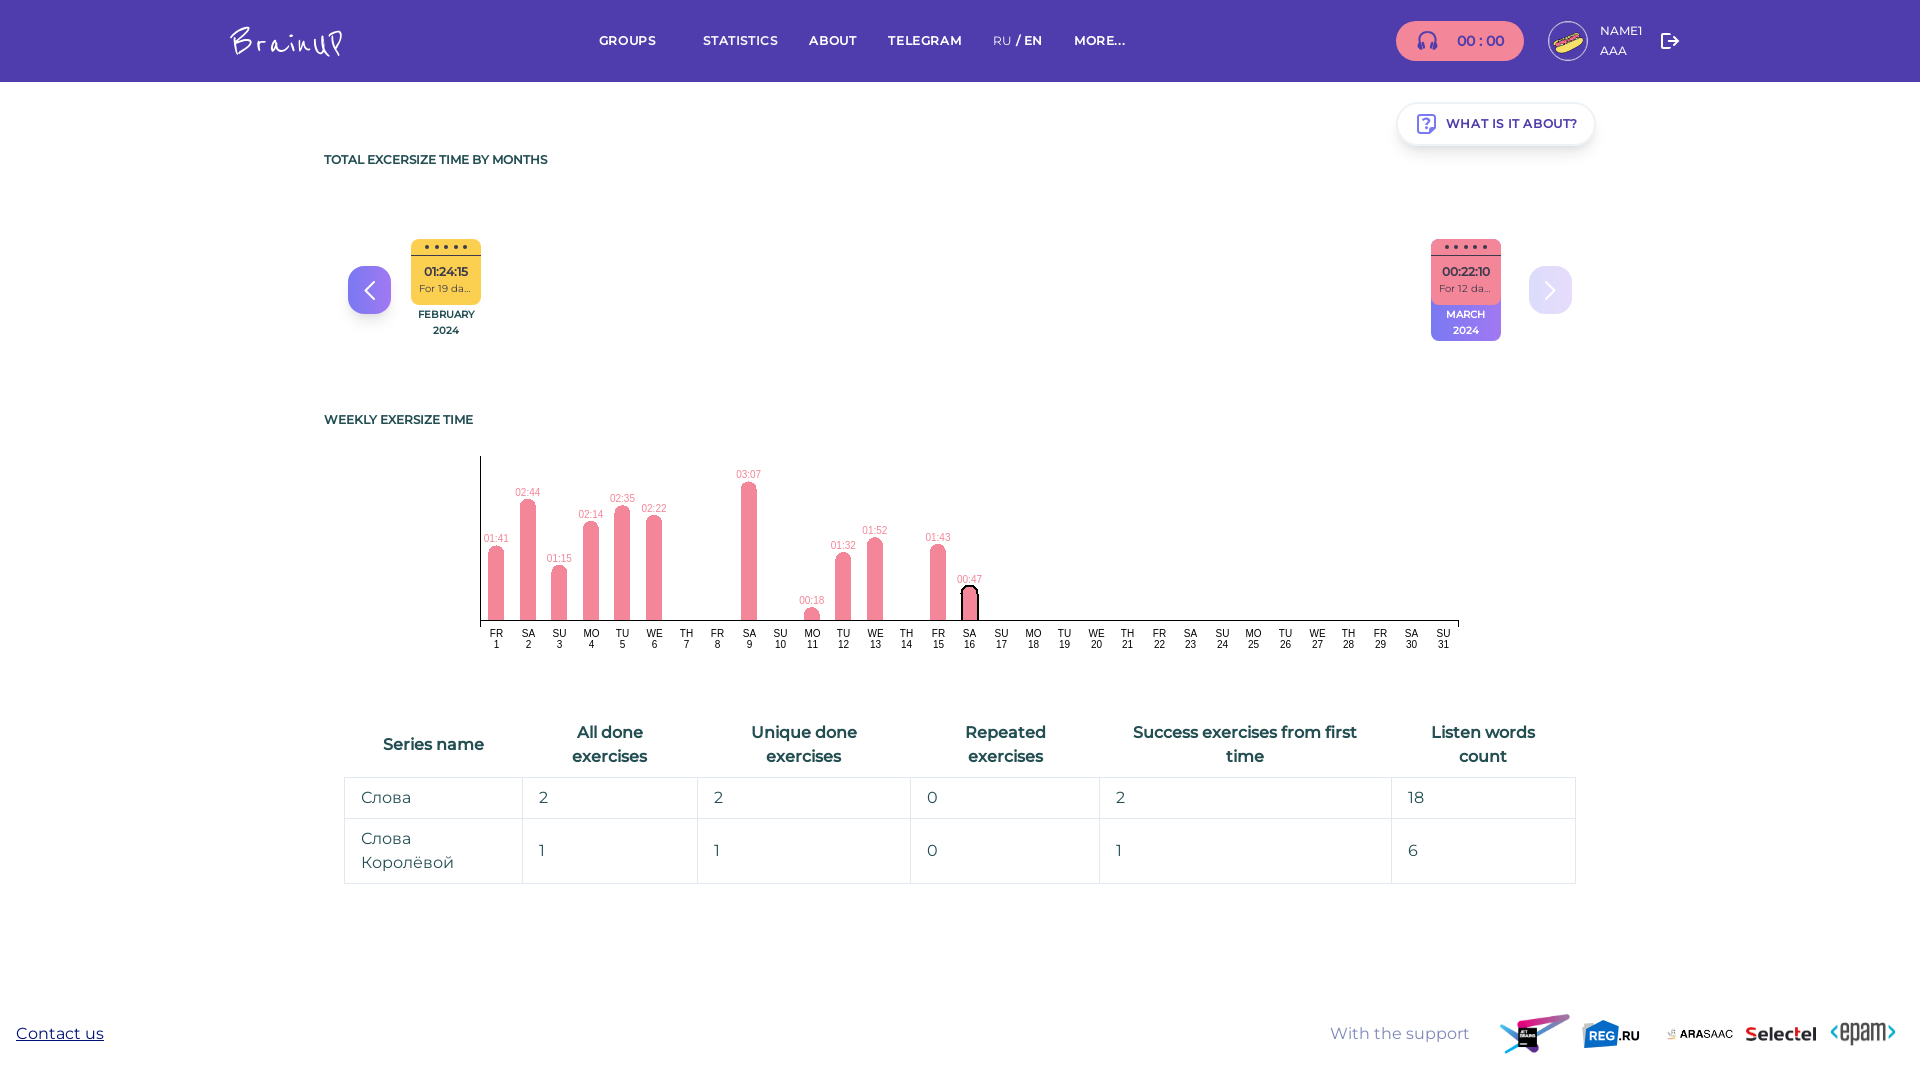 BrainUP
GROUPS STATISTICS ABOUT TELEGRAM RU / EN MORE...
00 : 00
NAME1
AAA
WHAT IS IT ABOUT?
TOTAL EXCERSIZE TIME BY MONTHS
01:24:15
For 19 da...
FEBRUARY
2024
00:22:10
For 12 da...
MARCH
2024
WEEKLY EXERSIZE TIME
01:41 02:44 01:15 02:14 02:35 02:22 03:07 00:18 01:32 01:52 01:43 00:47
FR SA SU MO TU WE TH FR SA SU MO TU WE TH FR SA SU MO TU WE TH FR SA SU MO TU WE TH FR SA SU
1 2 3 4 5 6 7 8 9 10 11 12 13 14 15 16 17 18 19 20 21 22 23 24 25 26 27 28 29 30 31
Series name All done exercises Unique done exercises Repeated exercises Success exercises from first time Listen words count
Слова 2 2 0 2 18
Слова Королёвой 1 1 0 1 6
Contact us
With the support
REG.RU
ARASAAC
Selectel
<epam>